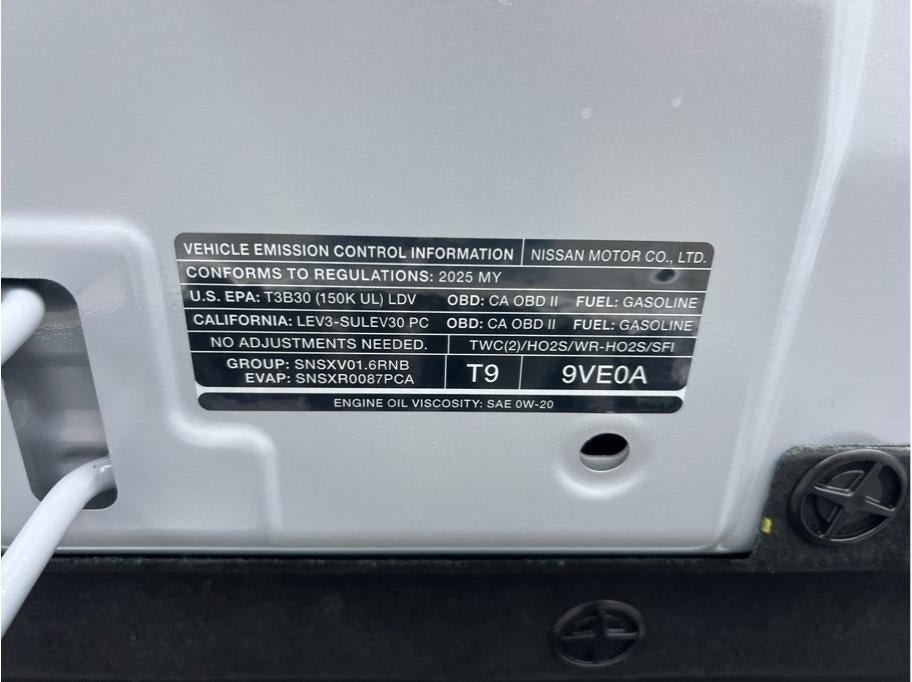 VEHICLE EMISSION CONTROL INFORMATION NISSAN MOTOR CO., LTD.
CONFORMS TO REGULATIONS: 2025 MY
U.S. EPA: T3B30 (150K UL) LDV OBD: CA OBD II FUEL: GASOLINE
CALIFORNIA: LEV3-SULEV30 PC OBD: CA OBD II FUEL: GASOLINE
NO ADJUSTMENTS NEEDED. TWC(2)/HO2S/WR-HO2S/SFI
GROUP: SNSXV01.6RNB
EVAP: SNSXR0087PCA
T9 9VE0A
ENGINE OIL VISCOSITY: SAE 0W-20